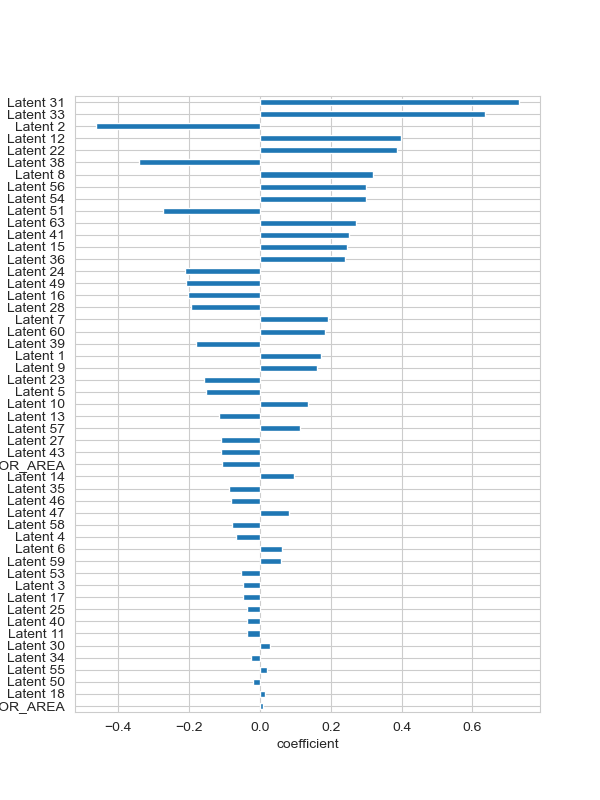 Latent 31
Latent 33
Latent 2
Latent 12
Latent 22
Latent 38
Latent 8
Latent 56
Latent 54
Latent 51
Latent 63
Latent 41
Latent 15
Latent 36
Latent 24
Latent 49
Latent 16
Latent 28
Latent 7
Latent 60
Latent 39
Latent 1
Latent 9
Latent 23
Latent 5
Latent 10
Latent 13
Latent 57
Latent 27
Latent 43
OR_AREA
Latent 14
Latent 35
Latent 46
Latent 47
Latent 58
Latent 4
Latent 6
Latent 59
Latent 53
Latent 3
Latent 17
Latent 25
Latent 40
Latent 11
Latent 30
Latent 34
Latent 55
Latent 50
Latent 18
OR_AREA
−0.4 −0.2 0.0 0.2 0.4 0.6
coefficient